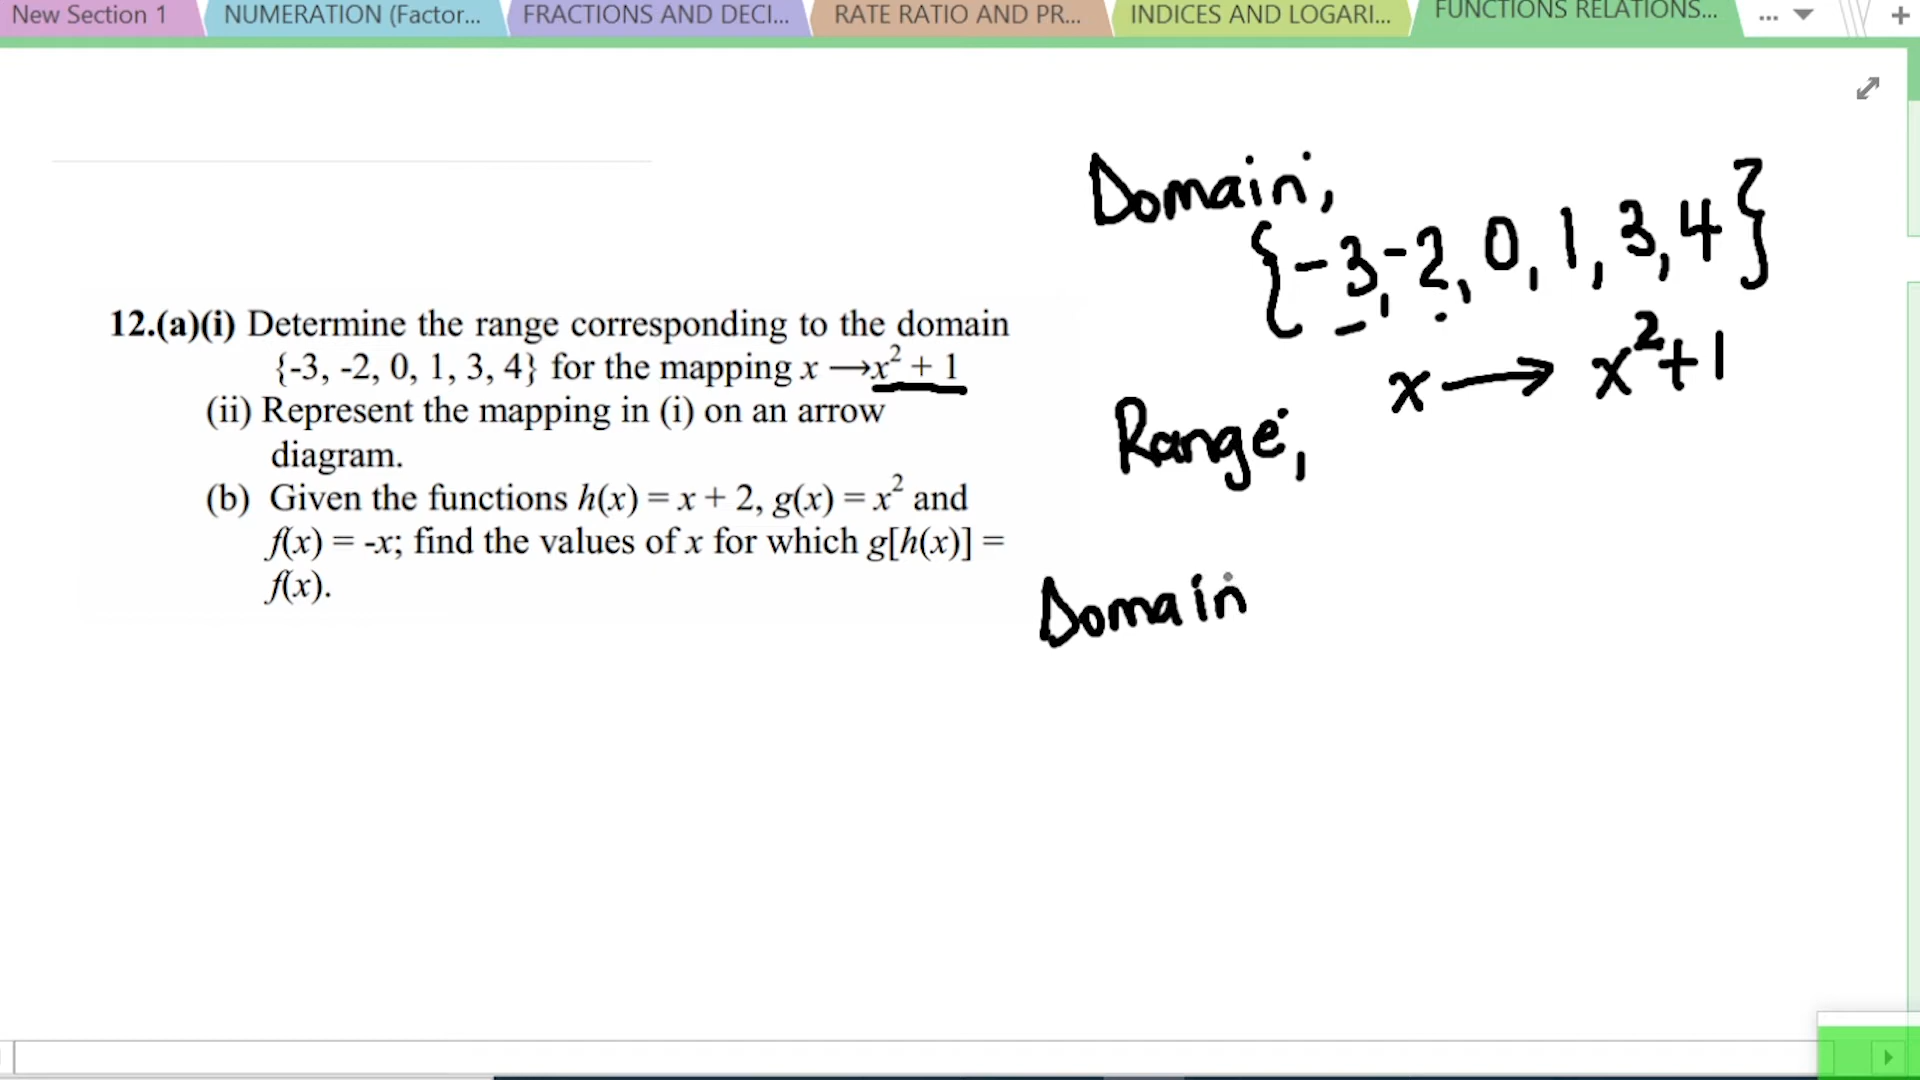 New Section 1 NUMERATION (Factor... FRACTIONS AND DECI... RATE RATIO AND PR... INDICES AND LOGARI... FUNCTIONS RELATIONS... ...
12.(a)(i) Determine the range corresponding to the domain
{-3, -2, 0, 1, 3, 4} for the mapping x →x² + 1
(ii) Represent the mapping in (i) on an arrow
diagram.
(b) Given the functions h(x) = x + 2, g(x) = x² and
f(x) = -x; find the values of x for which g[h(x)] =
f(x).
Domain;
{-3,-2, 0, 1, 3, 4}
x → x²+1
Range;
Domain